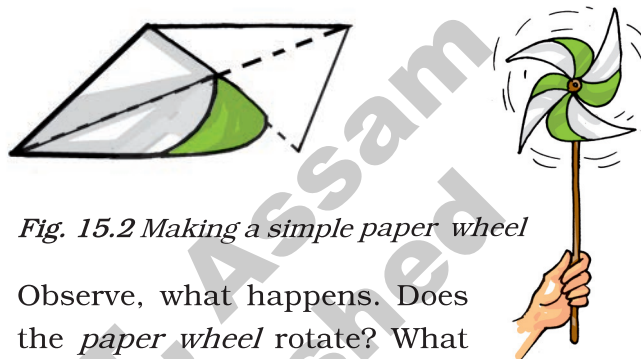 Fig. 15.2 Making a simple paper wheel
Observe, what happens. Does
the paper wheel rotate? What
Assam